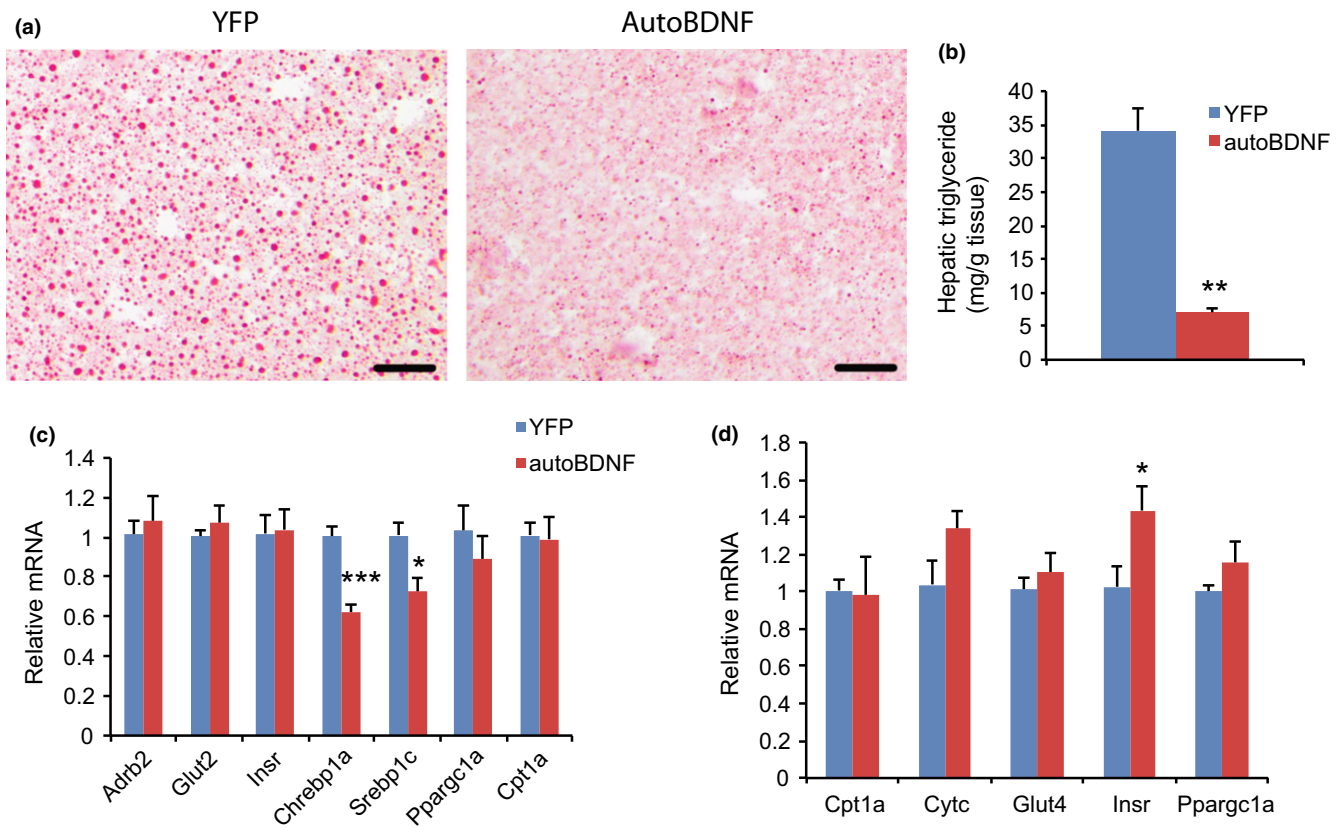 (a)
YFP
AutoBDNF
(b)
Hepatic triglyceride
(mg/g tissue)
40
35
30
25
20
15
10
5
0
YFP
autoBDNF
**
(c)
YFP
autoBDNF
Relative mRNA
1.4
1.2
1
0.8
0.6
0.4
0.2
0
***
*
Adrb2
Glut2
Insr
Chrebp1a
Srebp1c
Ppargc1a
Cpt1a
(d)
Relative mRNA
1.8
1.6
1.4
1.2
1
0.8
0.6
0.4
0.2
0
*
Cpt1a
Cytc
Glut4
Insr
Ppargc1a